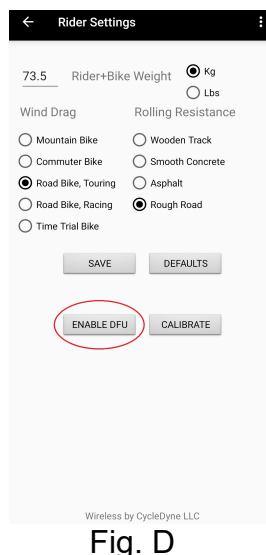 Rider Settings
73.5 Rider+Bike Weight Kg
Lbs
Wind Drag Rolling Resistance
Mountain Bike Wooden Track
Commuter Bike Smooth Concrete
Road Bike, Touring Asphalt
Road Bike, Racing Rough Road
Time Trial Bike
SAVE DEFAULTS
ENABLE DFU CALIBRATE
Wireless by CycleDyne LLC
Fig. D